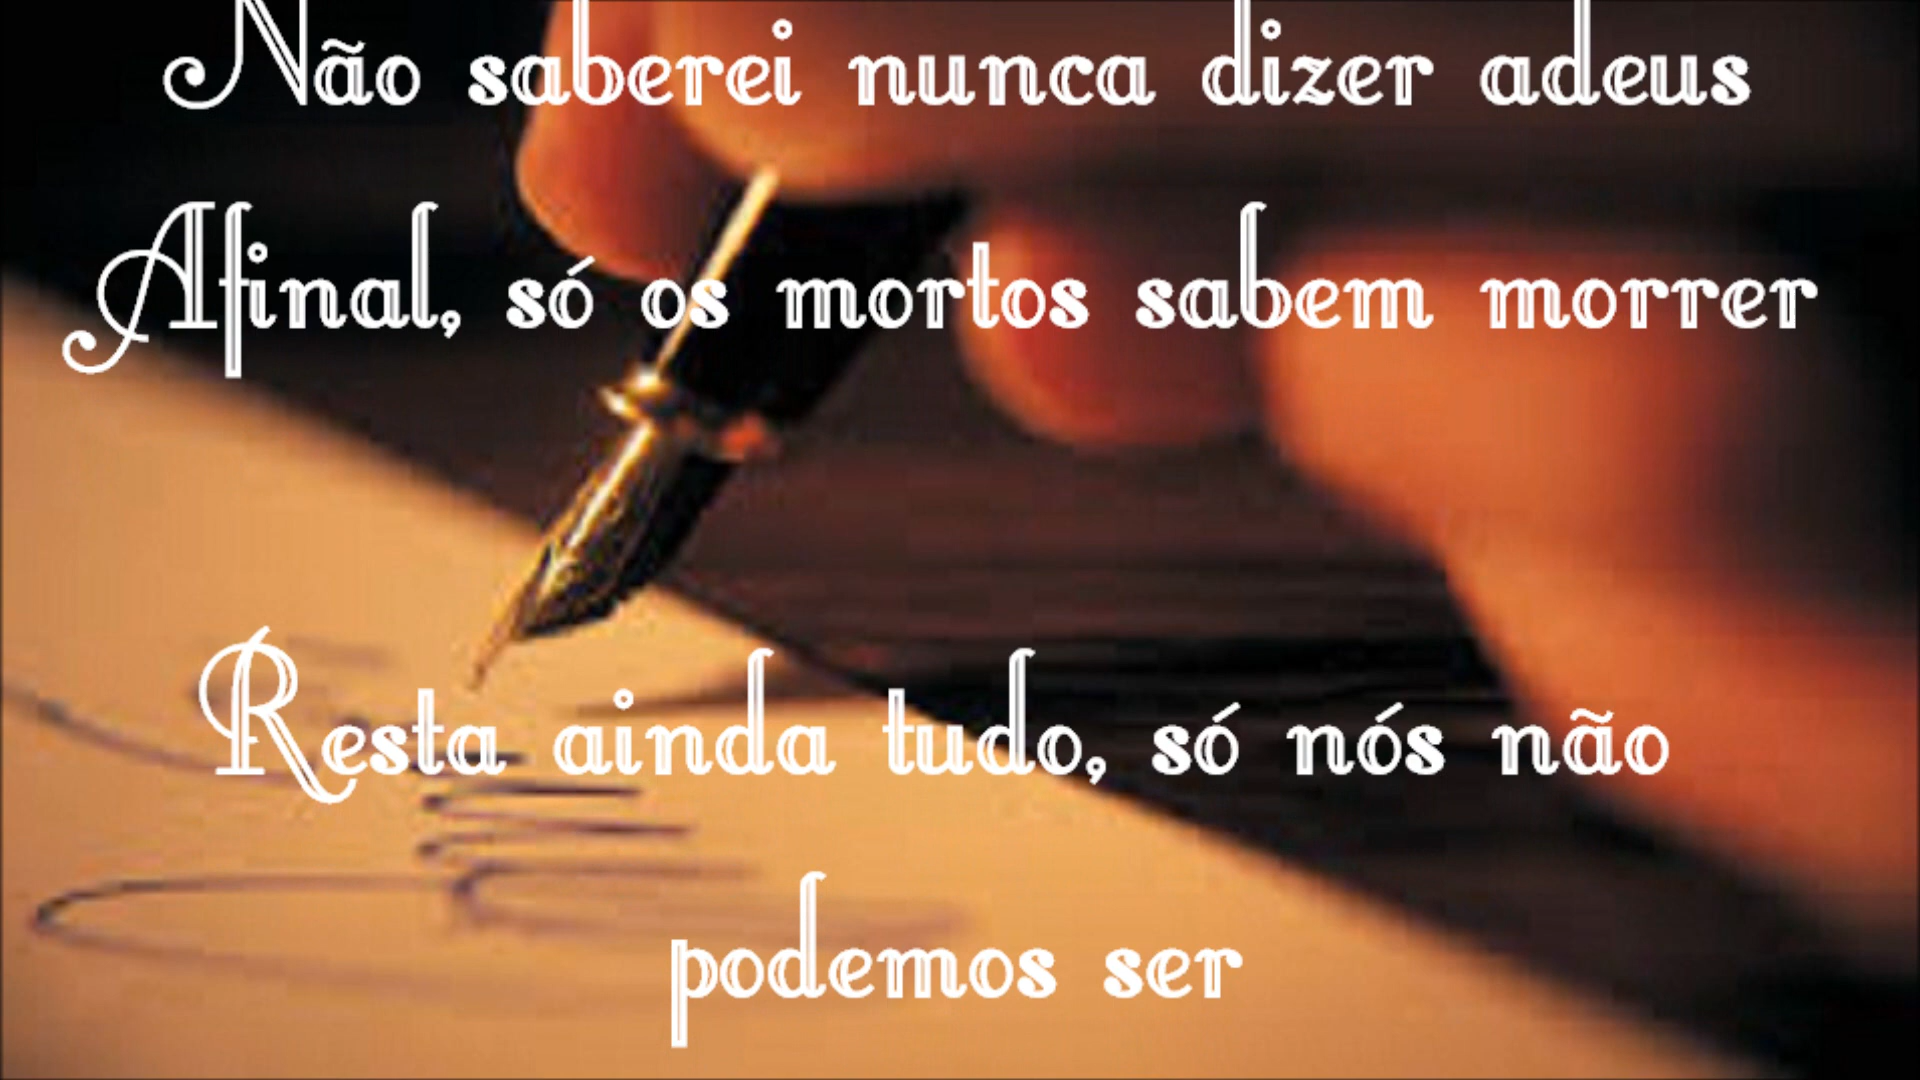 Não saberei nunca dizer adeus
Afinal, só os mortos sabem morrer
Resta ainda tudo, só nós não
podemos ser